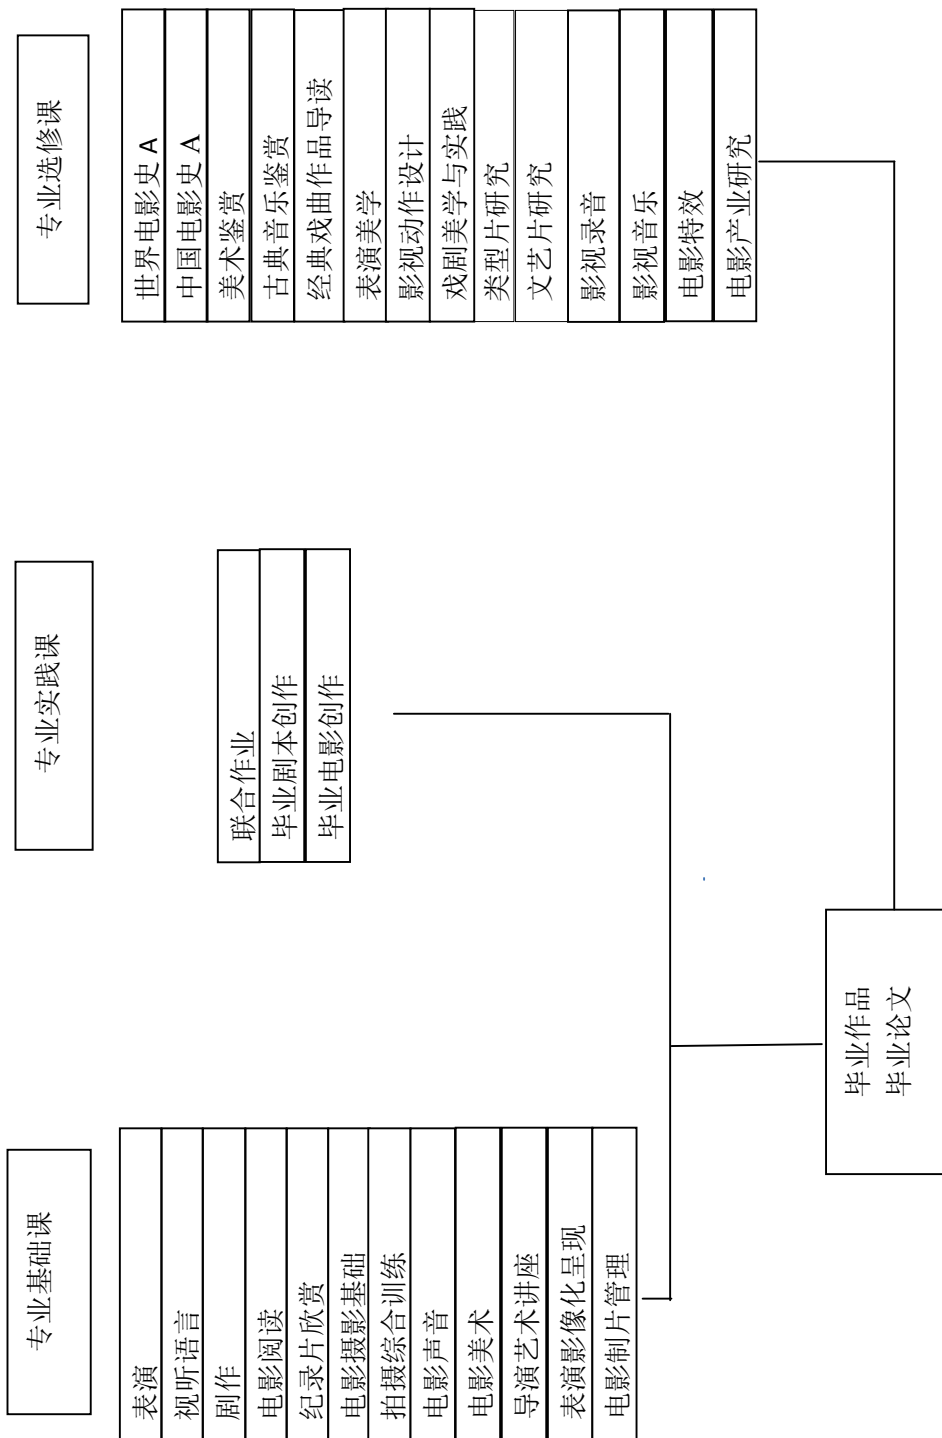 专业基础课
表演
视听语言
剧作
电影阅读
纪录片欣赏
电影摄影基础
拍摄综合训练
电影声音
电影美术
导演艺术讲座
表演影像化呈现
电影制片管理
专业实践课
联合作业
毕业剧本创作
毕业电影创作
专业选修课
世界电影史 A
中国电影史 A
美术鉴赏
古典音乐鉴赏
经典戏曲作品导读
表演美学
影视动作设计
戏剧美学与实践
类型片研究
文艺片研究
影视录音
影视音乐
电影特效
电影产业研究
毕业作品
毕业论文